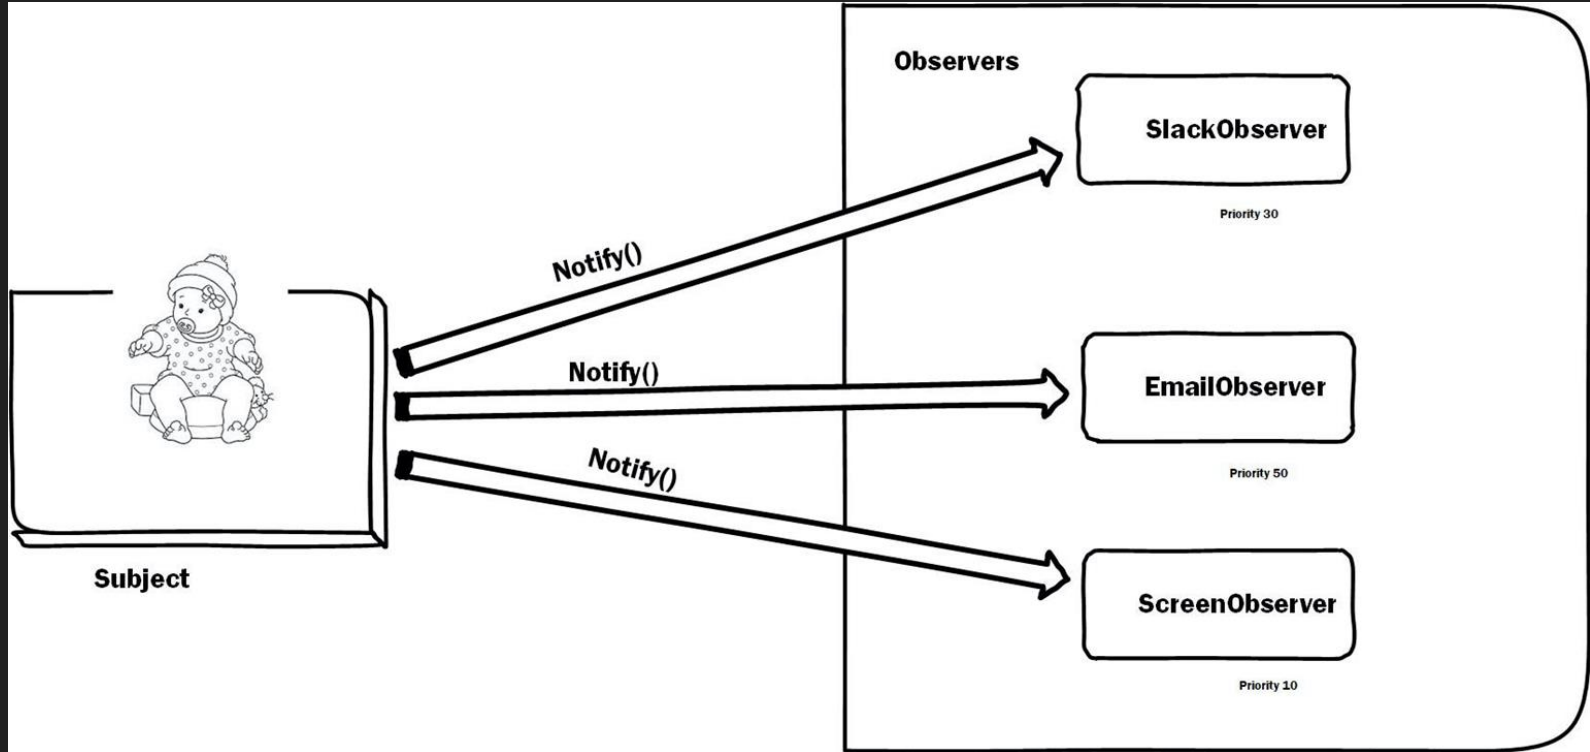 Observers
SlackObserver
Priority 30
Notify()
Notify()
EmailObserver
Priority 50
Notify()
Subject
ScreenObserver
Priority 10